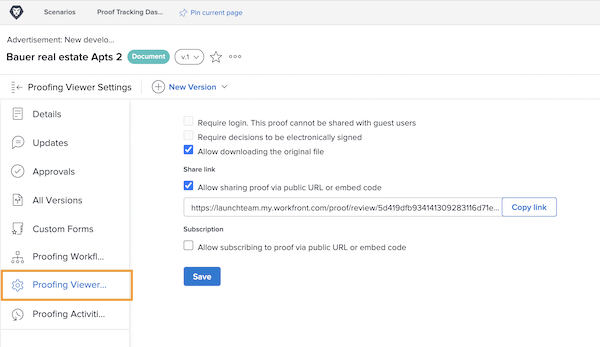 Scenarios
Proof Tracking Das...
Pin current page
Advertisement: New develo...
Bauer real estate Apts 2
Document
v.1
Proofing Viewer Settings
New Version
Details
Updates
Approvals
All Versions
Custom Forms
Proofing Workfl...
Proofing Viewer...
Proofing Activiti...
Require login. This proof cannot be shared with guest users
Require decisions to be electronically signed
Allow downloading the original file
Share link
Allow sharing proof via public URL or embed code
https://launchteam.my.workfront.com/proof/review/5d419dfb934141309283116d71e...
Copy link
Subscription
Allow subscribing to proof via public URL or embed code
Save